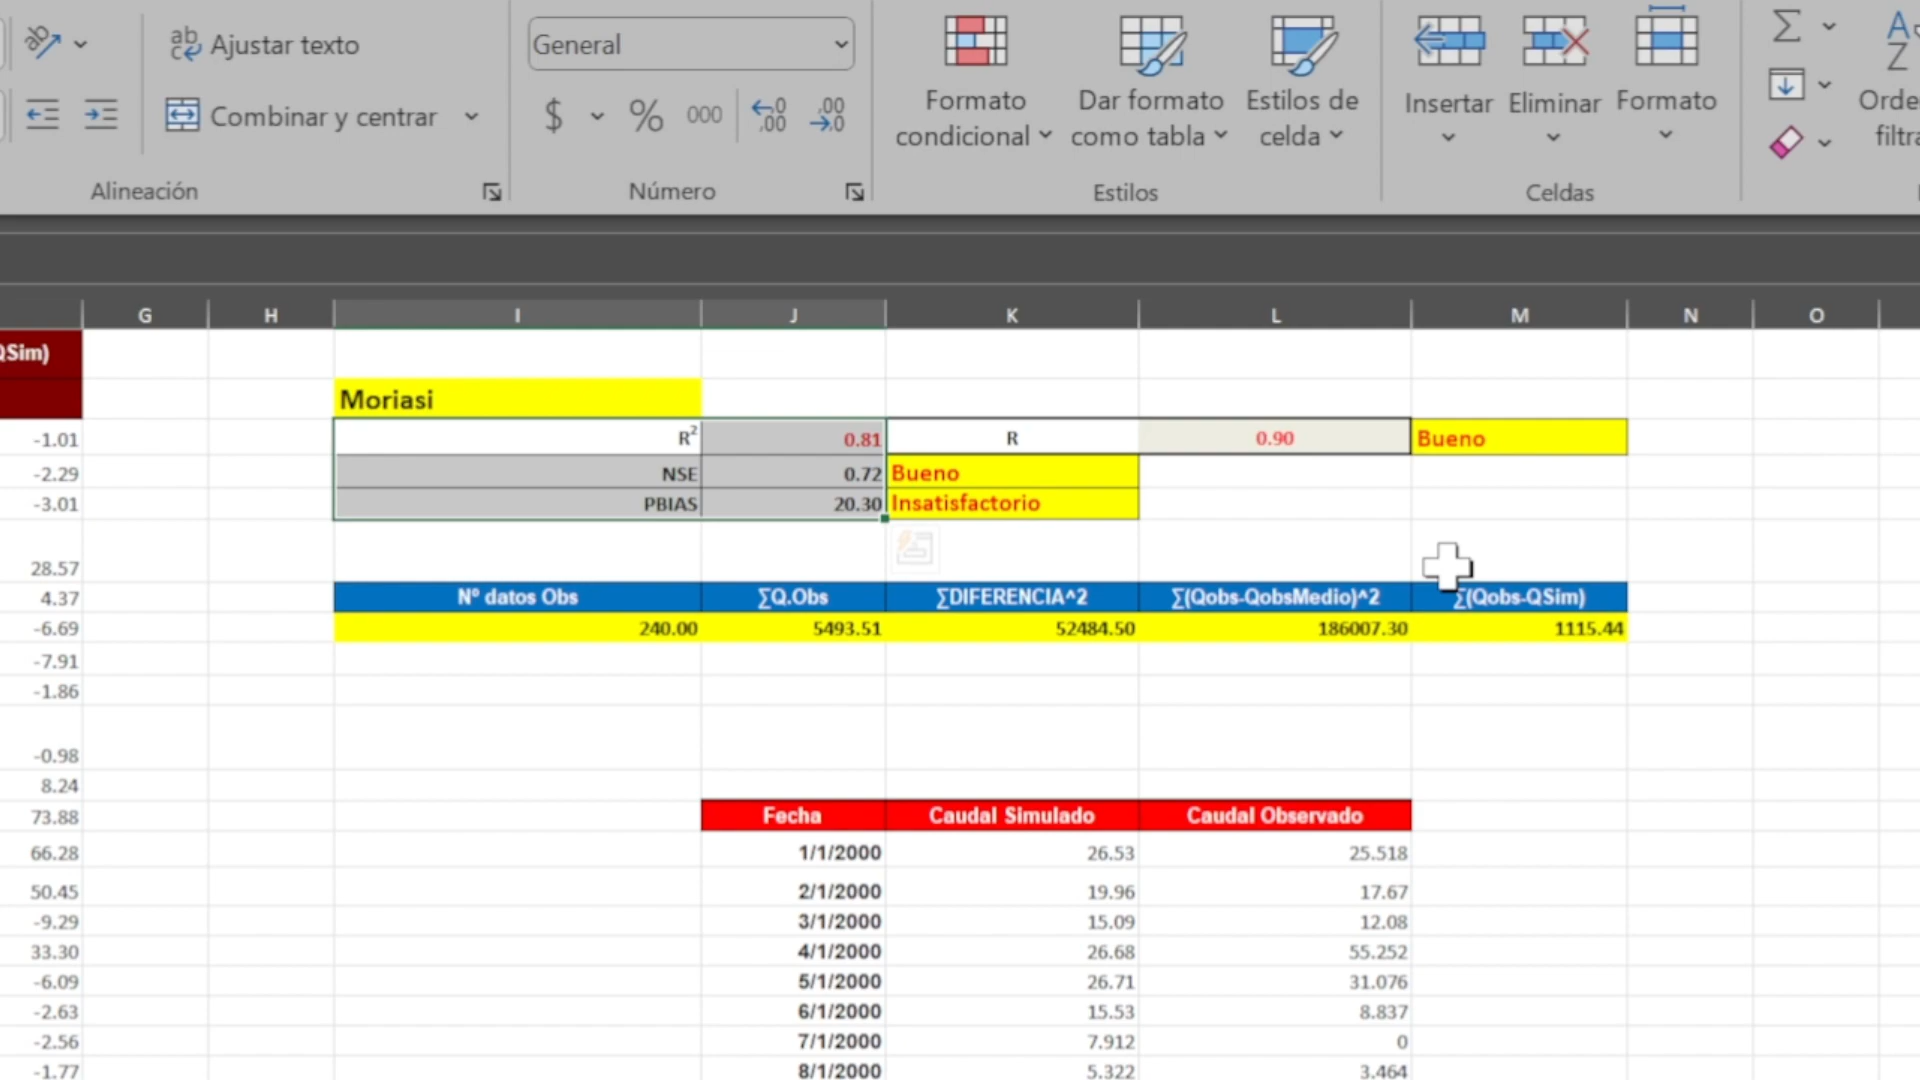 Ajustar texto
General
Combinar y centrar
$ % 000
Formato condicional
Dar formato como tabla
Estilos de celda
Insertar
Eliminar
Formato
Alineación
Número
Estilos
Celdas
G H I J K L M N O
QSim)
Moriasi
-1.01 R² 0.81 R 0.90 Bueno
-2.29 NSE 0.72 Bueno
-3.01 PBIAS 20.30 Insatisfactorio
28.57
4.37 Nº datos Obs ∑Q.Obs ∑DIFERENCIA^2 ∑(Qobs-QobsMedio)^2 ∑(Qobs-QSim)
-6.69 240.00 5493.51 52484.50 186007.30 1115.44
-7.91
-1.86
-0.98
8.24
73.88 Fecha Caudal Simulado Caudal Observado
66.28 1/1/2000 26.53 25.518
50.45 2/1/2000 19.96 17.67
-9.29 3/1/2000 15.09 12.08
33.30 4/1/2000 26.68 55.252
-6.09 5/1/2000 26.71 31.076
-2.63 6/1/2000 15.53 8.837
-2.56 7/1/2000 7.912 0
-1.77 8/1/2000 5.322 3.464